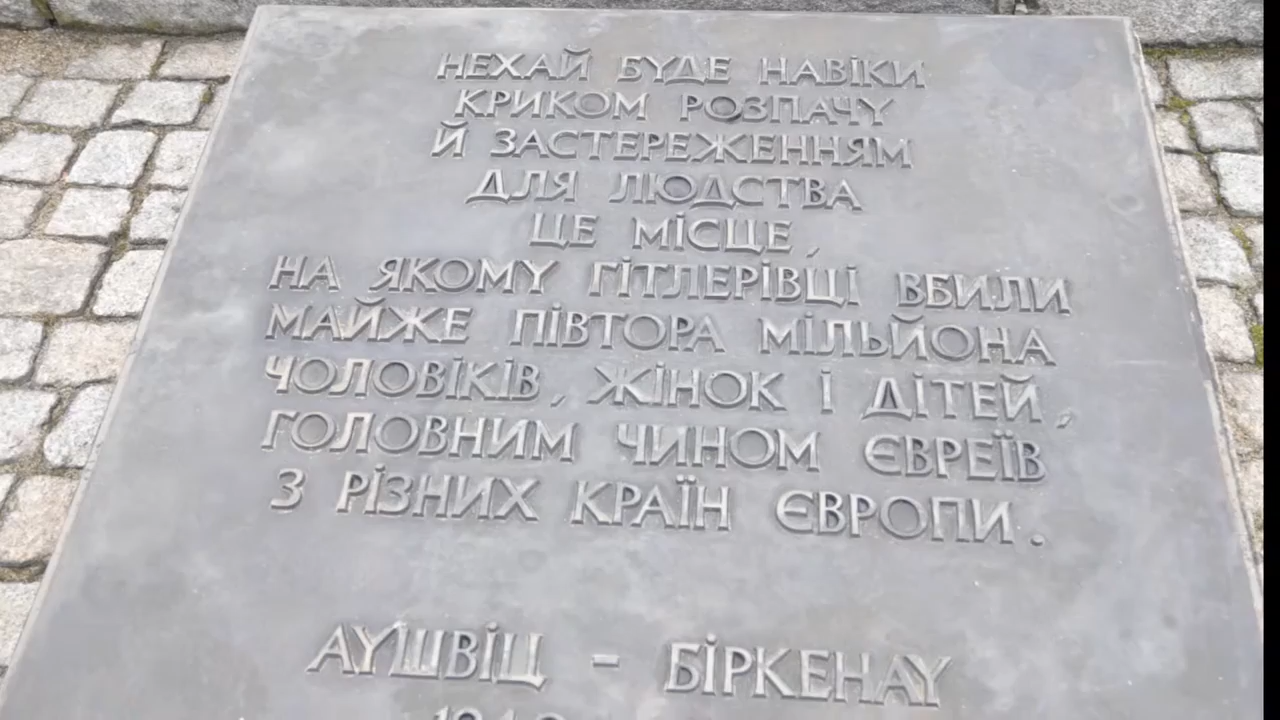 НЕХАЙ БУДЕ НАВІКИ
КРИКОМ РОЗПАЧУ
Й ЗАСТЕРЕЖЕННЯМ
ДЛЯ ЛЮДСТВА
ЦЕ МІСЦЕ,
НА ЯКОМУ ГІТЛЕРІВЦІ ВБИЛИ
МАЙЖЕ ПІВТОРА МІЛЬЙОНА
ЧОЛОВІКІВ, ЖІНОК І ДІТЕЙ,
ГОЛОВНИМ ЧИНОМ ЄВРЕЇВ
З РІЗНИХ КРАЇН ЄВРОПИ.
АУШВІЦ - БІРКЕНАУ